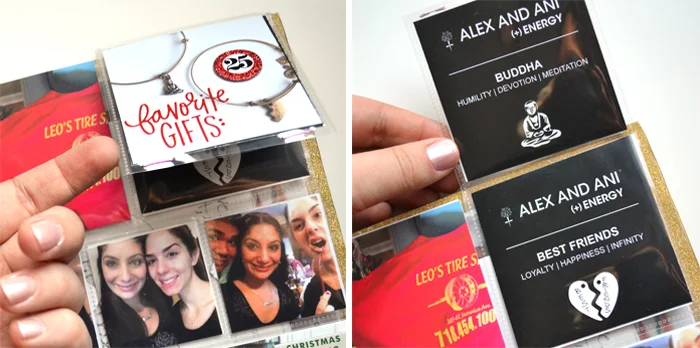 25
favorite
GIFTS:
LEO'S TIRE S
CHRISTMAS
ALEX AND ANI
(+) ENERGY
BUDDHA
HUMILITY | DEVOTION | MEDITATION
ALEX AND ANI
(+) ENERGY
BEST FRIENDS
LOYALTY | HAPPINESS | INFINITY
LEO'S TIRE S
718.454.100